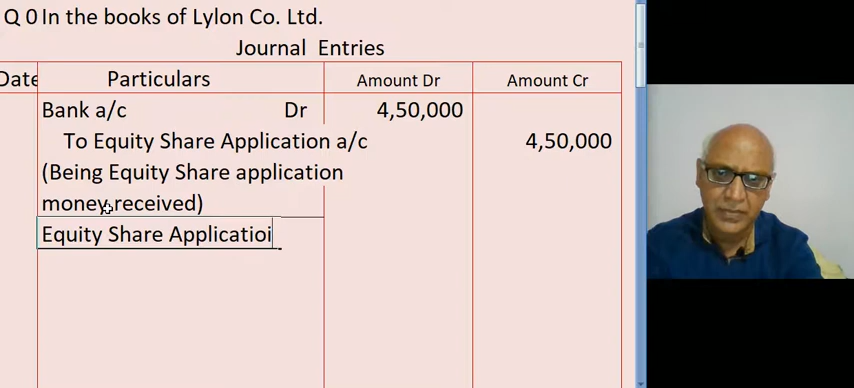 Q 0 In the books of Lylon Co. Ltd.
Journal Entries
Date Particulars Amount Dr Amount Cr
Bank a/c Dr 4,50,000
To Equity Share Application a/c 4,50,000
(Being Equity Share application
money received)
Equity Share Applicatioi